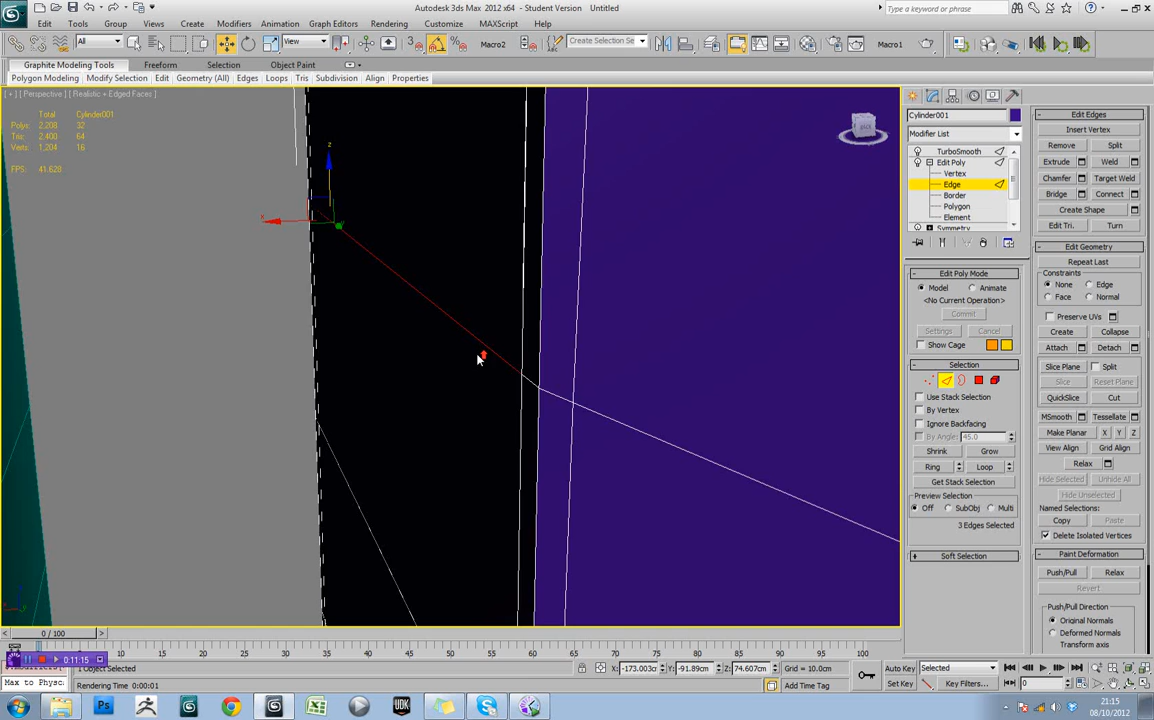 Autodesk 3ds Max 2012 x64 - Student Version    Untitled
Type a keyword or phrase
Edit Tools Group Views Create Modifiers Animation Graph Editors Rendering Customize MAXScript Help
All View Macro2 Create Selection Se Macro1
Graphite Modeling Tools Freeform Selection Object Paint
Polygon Modeling Modify Selection Edit Geometry (All) Edges Loops Tris Subdivision Align Properties
[ + ] [ Perspective ] [ Realistic + Edged Faces ]
Total Cylinder001
Polys: 2,208 32
Tris: 2,400 64
Verts: 1,204 16
FPS: 41.628
z
x
Cylinder001
Modifier List
TurboSmooth
Edit Poly
Vertex
Edge
Border
Polygon
Element
Symmetry
Edit Poly Mode
Model Animate
<No Current Operation>
Commit
Settings Cancel
Show Cage
Selection
Use Stack Selection
By Vertex
Ignore Backfacing
By Angle: 45.0
Shrink Grow
Ring Loop
Get Stack Selection
Preview Selection
Off SubObj Multi
3 Edges Selected
Soft Selection
Edit Edges
Insert Vertex
Remove Split
Extrude Weld
Chamfer Target Weld
Bridge Connect
Create Shape
Edit Tri. Turn
Edit Geometry
Repeat Last
Constraints
None Edge
Face Normal
Preserve UVs
Create Collapse
Attach Detach
Slice Plane Split
Slice Reset Plane
QuickSlice Cut
MSmooth Tessellate
Make Planar X Y Z
View Align Grid Align
Relax
Hide Selected Unhide All
Hide Unselected
Named Selections:
Copy Paste
Delete Isolated Vertices
Paint Deformation
Push/Pull Relax
Revert
Push/Pull Direction
Original Normals
Deformed Normals
Transform axis
0 / 100
10 15 20 25 30 35 40 45 50 55 60 65 70 75 80 85 90 95 100
0:11:15
Max to Physc
1 Object Selected
Rendering Time 0:00:01
X: -173.003cm Y: -91.89cm Z: 74.607cm Grid = 10.0cm
Add Time Tag
Auto Key Selected
Set Key Key Filters... 0
UDK
21:15
08/10/2012